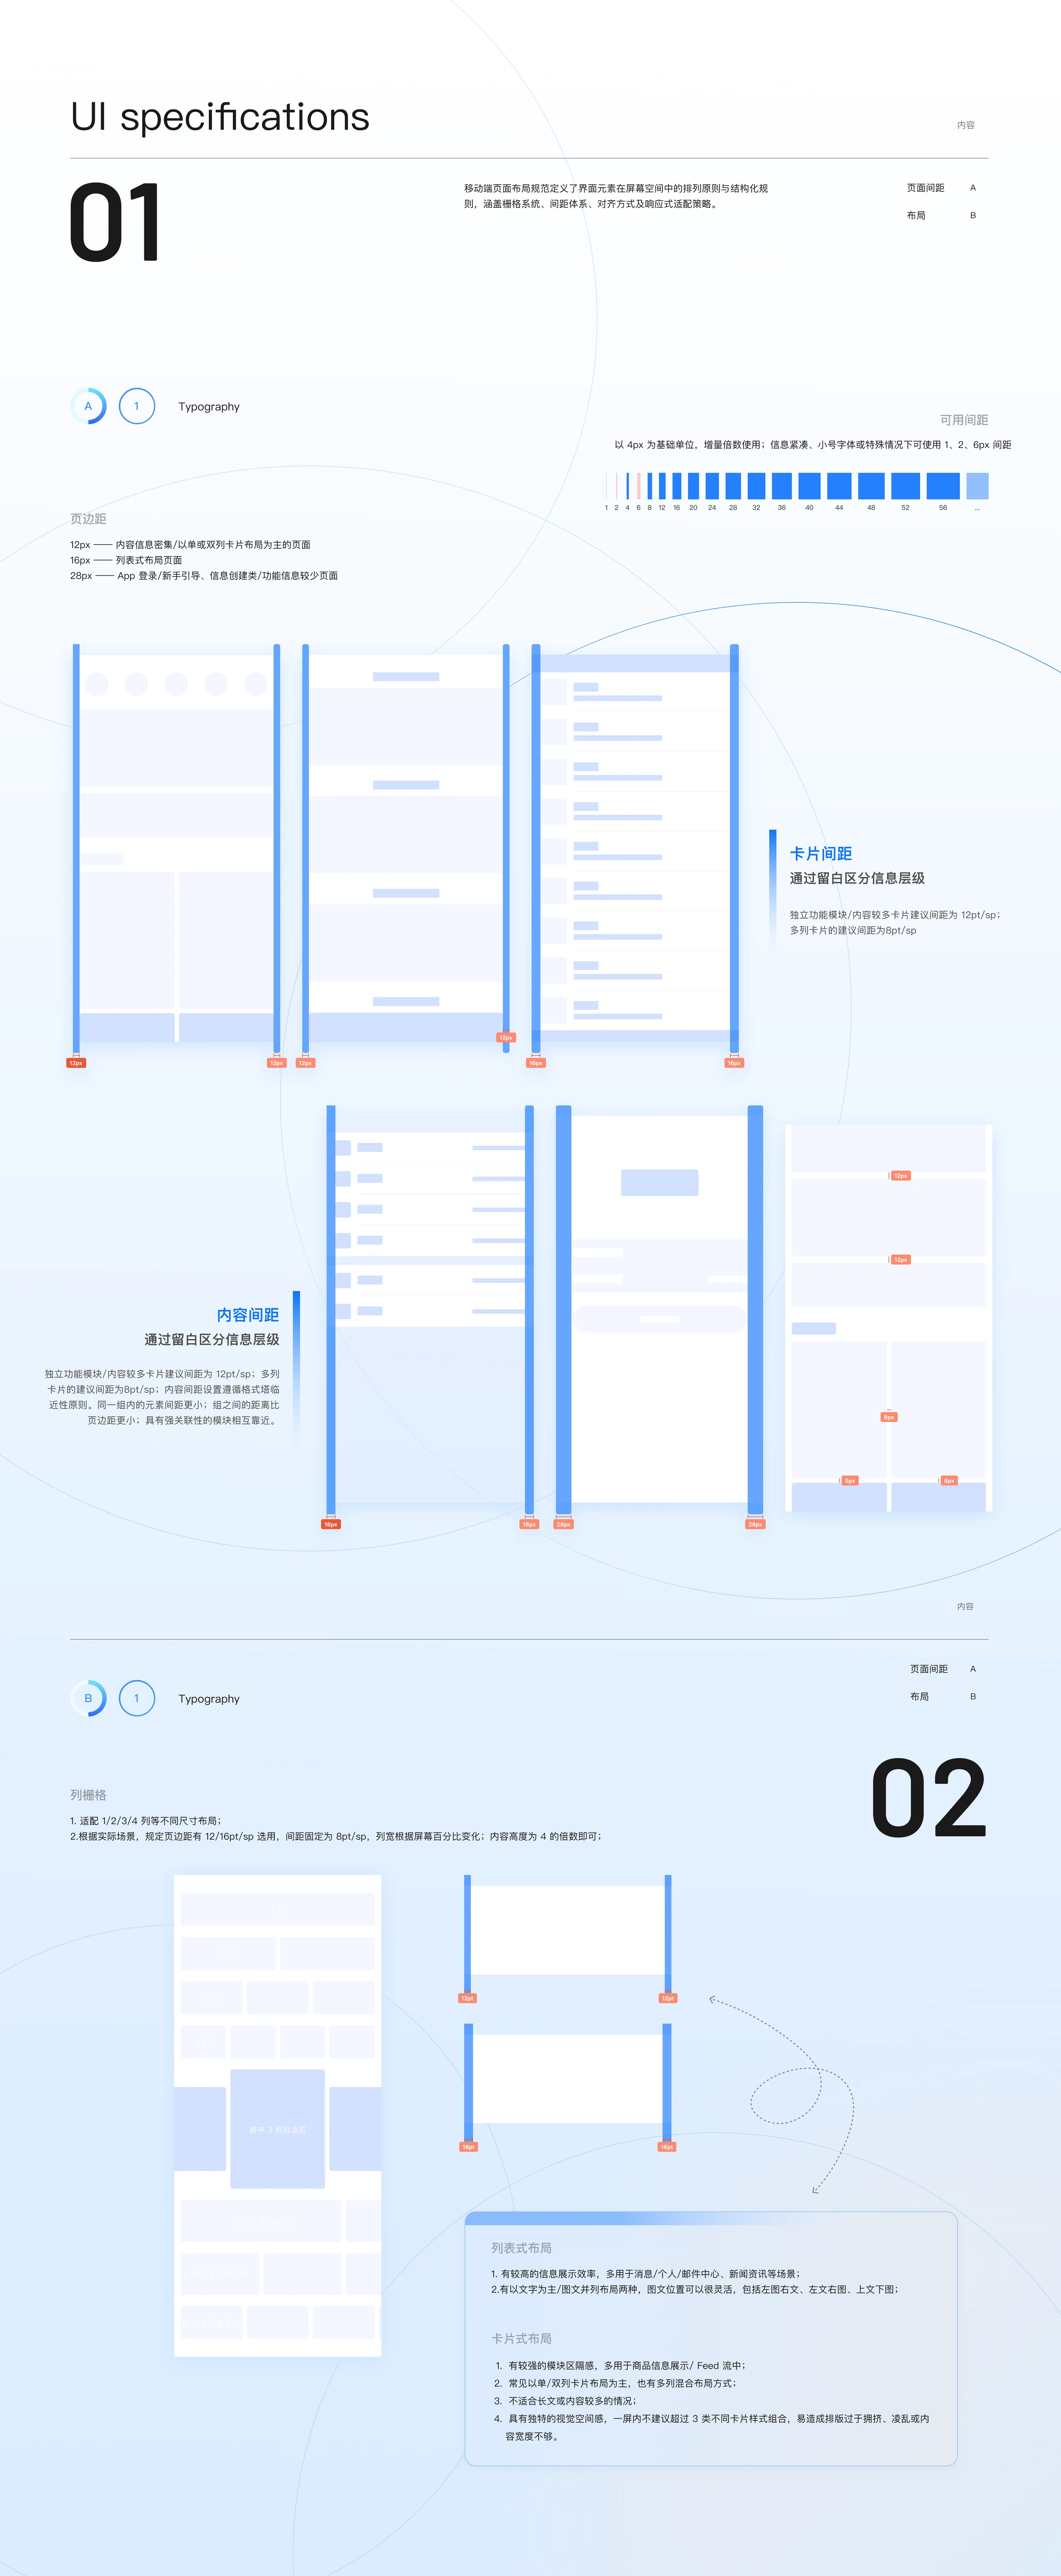 UI specifications
内容
01
移动端页面布局规范定义了界面元素在屏幕空间中的排列原则与结构化规
则，涵盖栅格系统、间距体系、对齐方式及响应式适配策略。
页面间距 A
布局 B
A 1 Typography
可用间距
以 4px 为基础单位，增量倍数使用；信息紧凑、小号字体或特殊情况下可使用 1、2、6px 间距
1 2 4 6 8 12 16 20 24 28 32 36 40 44 48 52 56 ...
页边距
12px —— 内容信息密集/以单或双列卡片布局为主的页面
16px —— 列表式布局页面
28px —— App 登录/新手引导、信息创建类/功能信息较少页面
卡片间距
通过留白区分信息层级
独立功能模块/内容较多卡片建议间距为 12pt/sp；
多列卡片的建议间距为8pt/sp
12px
12px
12px
12px
16px
16px
12px
12px
内容间距
通过留白区分信息层级
独立功能模块/内容较多卡片建议间距为 12pt/sp；多列
卡片的建议间距为8pt/sp；内容间距设置遵循格式塔临
近性原则。同一组内的元素间距更小；组之间的距离比
页边距更小；具有强关联性的模块相互靠近。
8px
8px
8px
16px
16px
28px
28px
内容
页面间距 A
布局 B
B 1 Typography
02
列栅格
1. 适配 1/2/3/4 列等不同尺寸布局；
2.根据实际场景，规定页边距有 12/16pt/sp 选用，间距固定为 8pt/sp，列宽根据屏幕百分比变化；内容高度为 4 的倍数即可；
12pt
12pt
居中 3 列自适应
16pt
16pt
列表式布局
1. 有较高的信息展示效率，多用于消息/个人/邮件中心、新闻资讯等场景；
2.有以文字为主/图文并列布局两种，图文位置可以很灵活，包括左图右文、左文右图、上文下图；
卡片式布局
1. 有较强的模块区隔感，多用于商品信息展示/ Feed 流中；
2. 常见以单/双列卡片布局为主，也有多列混合布局方式；
3. 不适合长文或内容较多的情况；
4. 具有独特的视觉空间感，一屏内不建议超过 3 类不同卡片样式组合，易造成排版过于拥挤、凌乱或内
容宽度不够。